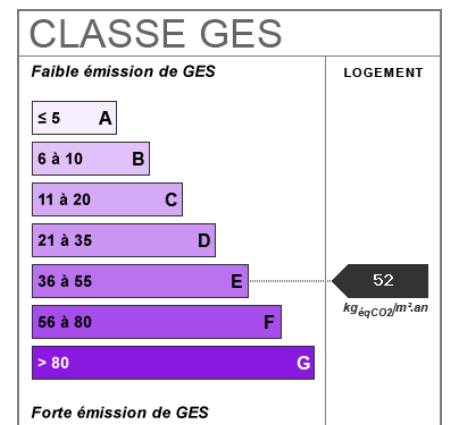 CLASSE GES
Faible émission de GES
LOGEMENT
≤ 5 A
6 à 10 B
11 à 20 C
21 à 35 D
36 à 55 E
52
kgéqCO2/m².an
56 à 80 F
> 80 G
Forte émission de GES